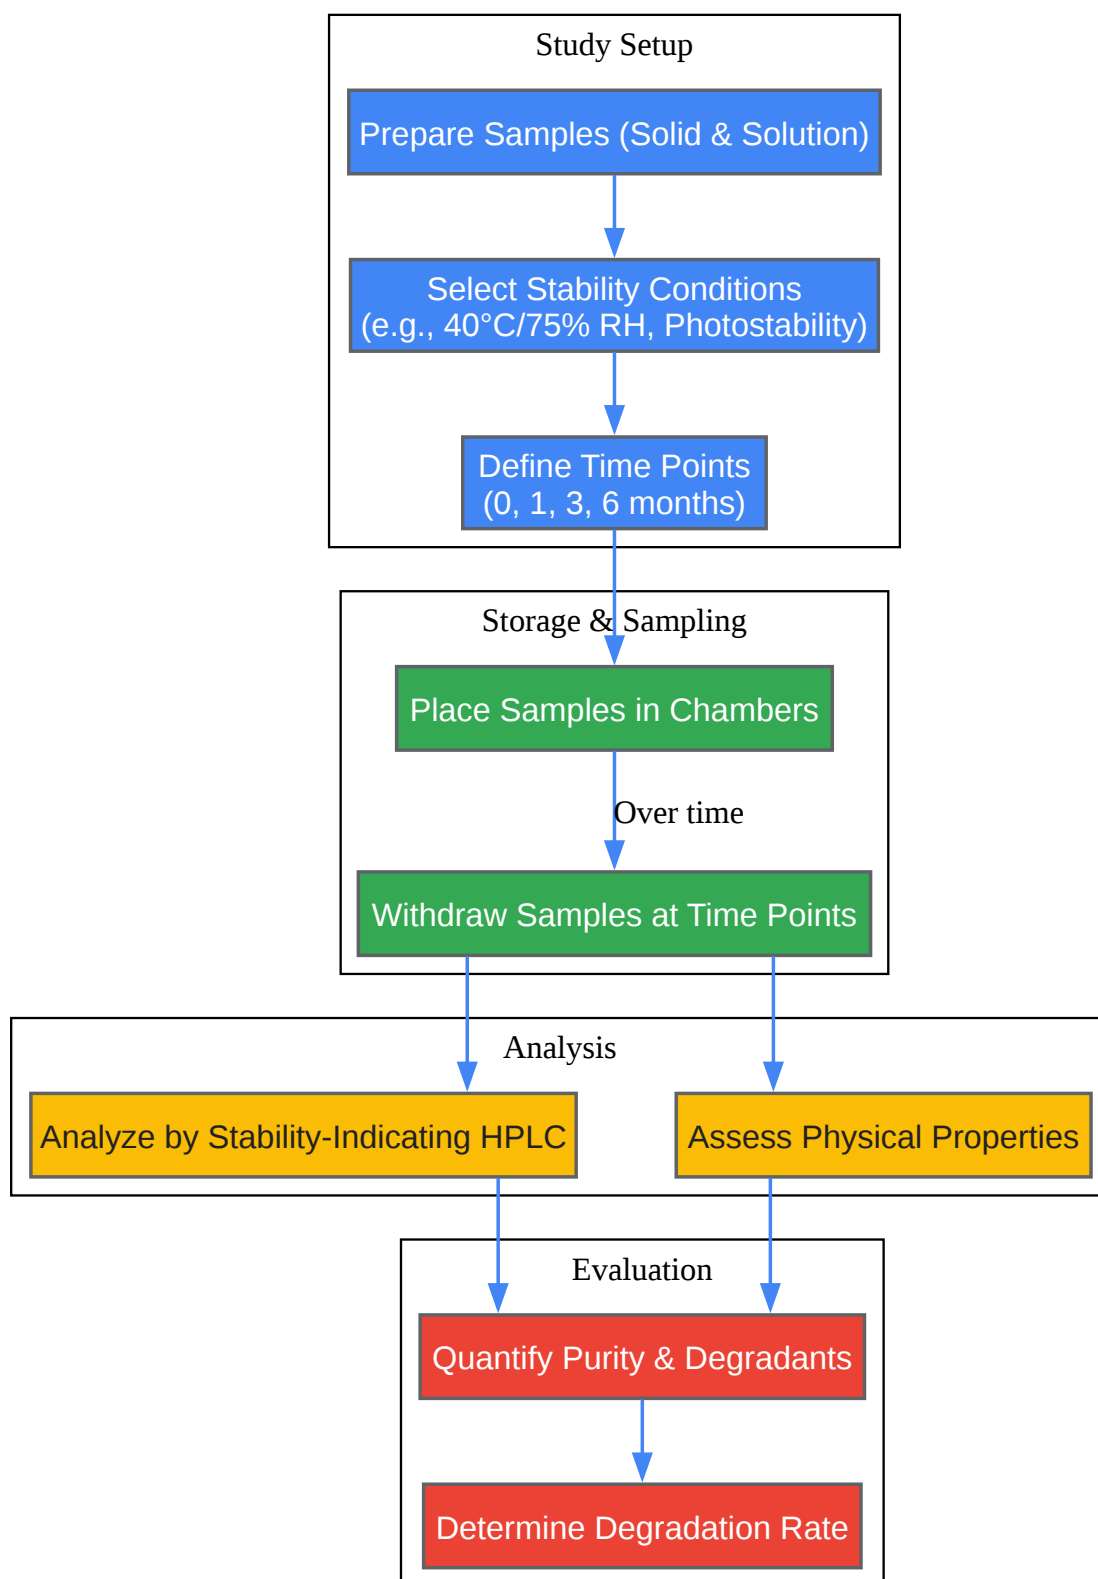 Study Setup
Prepare Samples (Solid & Solution)
Select Stability Conditions
(e.g., 40°C/75% RH, Photostability)
Define Time Points
(0, 1, 3, 6 months)
Storage & Sampling
Place Samples in Chambers
Over time
Withdraw Samples at Time Points
Analysis
Analyze by Stability-Indicating HPLC
Assess Physical Properties
Evaluation
Quantify Purity & Degradants
Determine Degradation Rate